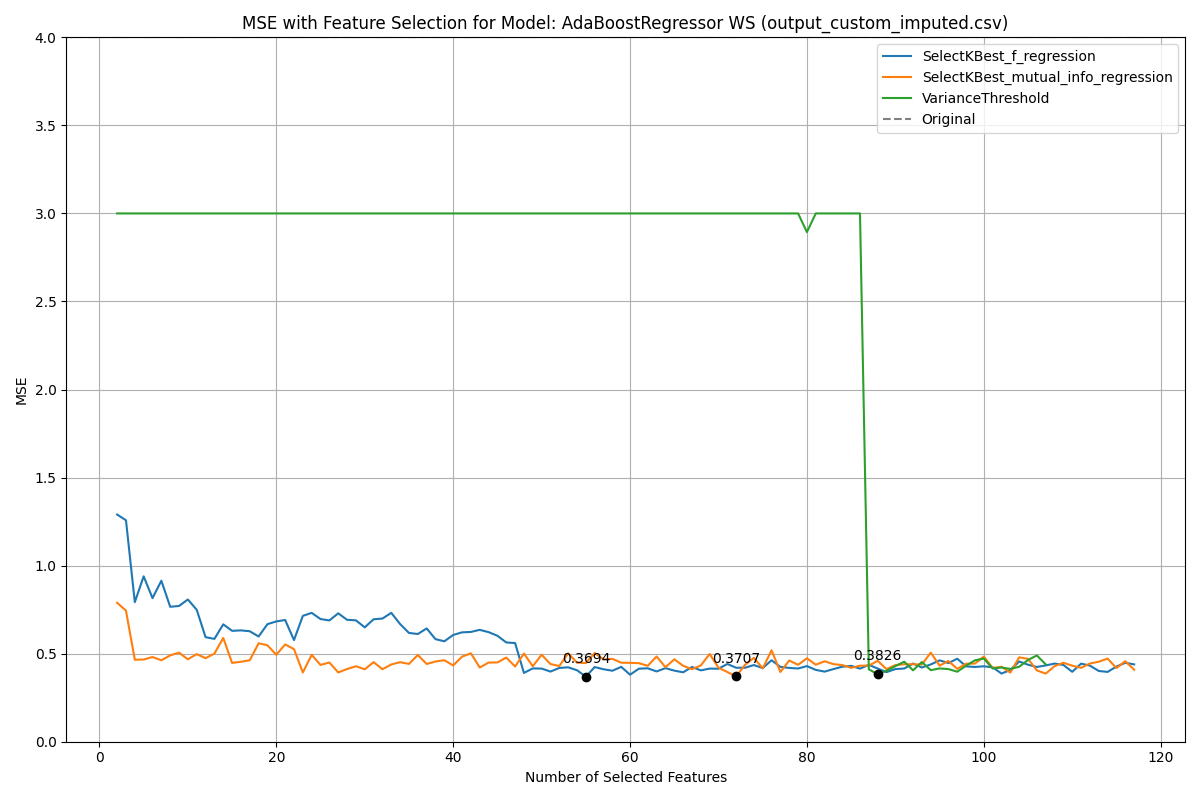 MSE with Feature Selection for Model: AdaBoostRegressor WS (output_custom_imputed.csv)
SelectKBest_f_regression
SelectKBest_mutual_info_regression
VarianceThreshold
Original
MSE
4.0
3.5
3.0
2.5
2.0
1.5
1.0
0.5
0.0
0.3694
0.3707
0.3826
0
20
40
60
80
100
120
Number of Selected Features